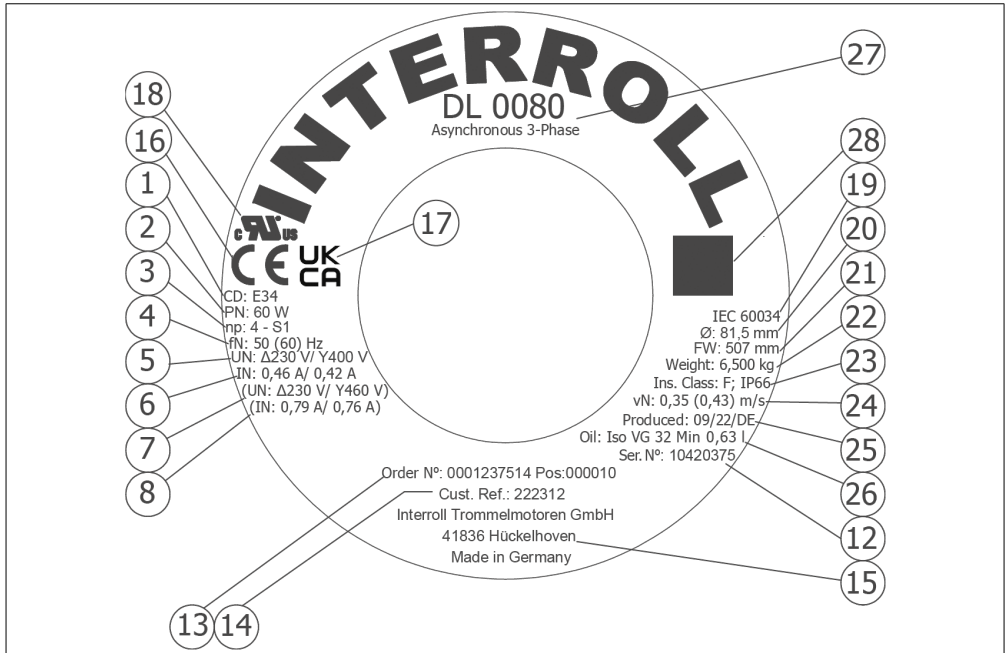 INTERROLL
DL 0080
Asynchronous 3-Phase
27
18
16
1
2
3
4
5
6
7
8
c RU US
CE
UK
CA
17
CD: E34
PN: 60 W
np: 4 - S1
fN: 50 (60) Hz
UN: Δ230 V/ Y400 V
IN: 0,46 A/ 0,42 A
(UN: Δ230 V/ Y460 V)
(IN: 0,79 A/ 0,76 A)
28
19
20
21
22
23
24
25
26
12
15
IEC 60034
Ø: 81,5 mm
FW: 507 mm
Weight: 6,500 kg
Ins. Class: F; IP66
vN: 0,35 (0,43) m/s
Produced: 09/22/DE
Oil: Iso VG 32 Min 0,63 l
Ser. Nº: 10420375
Order Nº: 0001237514 Pos:000010
Cust. Ref.: 222312
Interroll Trommelmotoren GmbH
41836 Hückelhoven
Made in Germany
13
14